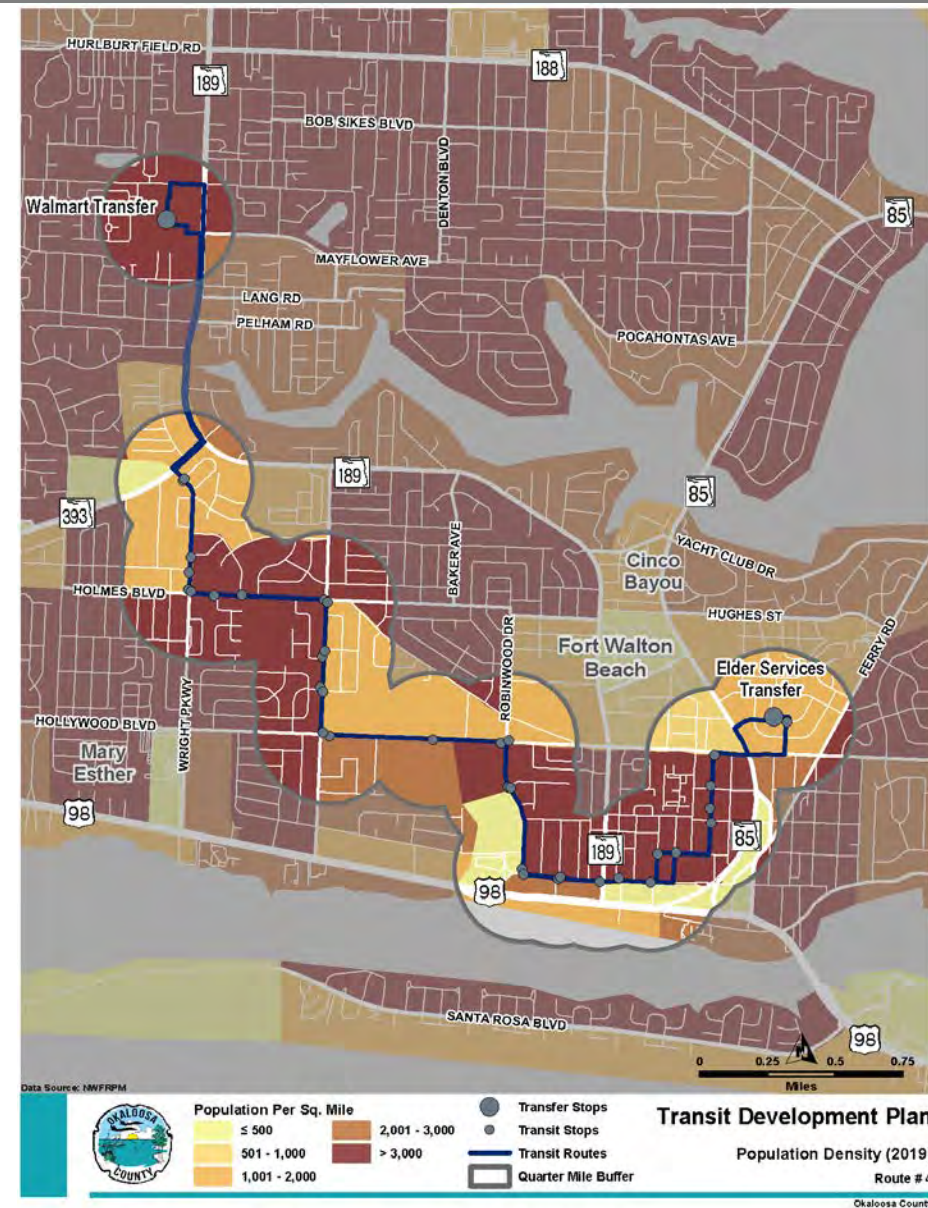 HURLBURT FIELD RD
189
188
BOB SIKES BLVD
DENTON BLVD
Walmart Transfer
85
MAYFLOWER AVE
LANG RD
PELHAM RD
POCAHONTAS AVE
189
85
393
BAKER AVE
YACHT CLUB DR
Cinco
Bayou
HOLMES BLVD
HUGHES ST
ROBINWOOD DR
FERRY RD
Fort Walton
Beach
Elder Services
Transfer
WRIGHT PKWY
HOLLYWOOD BLVD
Mary
Esther
98
189
85
98
SANTA ROSA BLVD
98
N
0 0.25 0.5 0.75
Miles
Data Source: NWFRPM
OKALOOSA
COUNTY
Population Per Sq. Mile
≤ 500
501 - 1,000
1,001 - 2,000
2,001 - 3,000
> 3,000
Transfer Stops
Transit Stops
Transit Routes
Quarter Mile Buffer
Transit Development Plan
Population Density (2019
Route # 4
Okaloosa Count